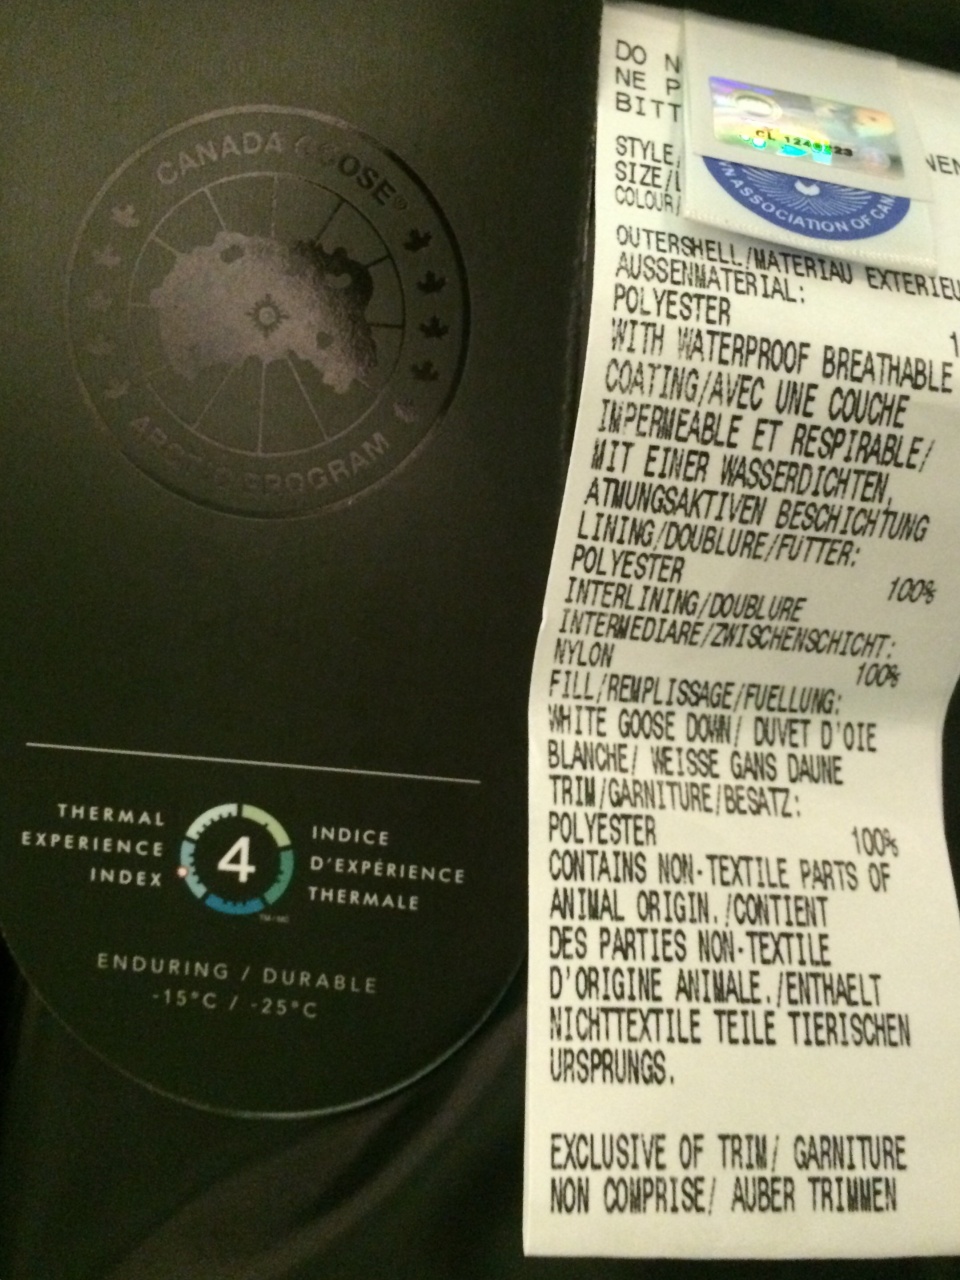 CANADA GOOSE
ARCTIC PROGRAM
THERMAL
EXPERIENCE
INDEX
4
TM/MC
INDICE
D'EXPÉRIENCE
THERMALE
ENDURING / DURABLE
-15°C / -25°C
DO N
NE P
BITT
STYLE/
SIZE/
COLOUR/
CL
ASSOCIATION OF CAN
OUTERSHELL/MATERIAU EXTERIEU
AUSSENMATERIAL:
POLYESTER 1
WITH WATERPROOF BREATHABLE
COATING/AVEC UNE COUCHE
IMPERMEABLE ET RESPIRABLE/
MIT EINER WASSERDICHTEN,
ATMUNGSAKTIVEN BESCHICHTUNG
LINING/DOUBLURE/FUTTER:
POLYESTER 100%
INTERLINING/DOUBLURE
INTERMEDIARE/ZWISCHENSCHICHT:
NYLON 100%
FILL/REMPLISSAGE/FUELLUNG:
WHITE GOOSE DOWN/ DUVET D'OIE
BLANCHE/ WEISSE GANS DAUNE
TRIM/GARNITURE/BESATZ:
POLYESTER 100%
CONTAINS NON-TEXTILE PARTS OF
ANIMAL ORIGIN./CONTIENT
DES PARTIES NON-TEXTILE
D'ORIGINE ANIMALE./ENTHAELT
NICHTTEXTILE TEILE TIERISCHEN
URSPRUNGS.
EXCLUSIVE OF TRIM/ GARNITURE
NON COMPRISE/ AUBER TRIMMEN